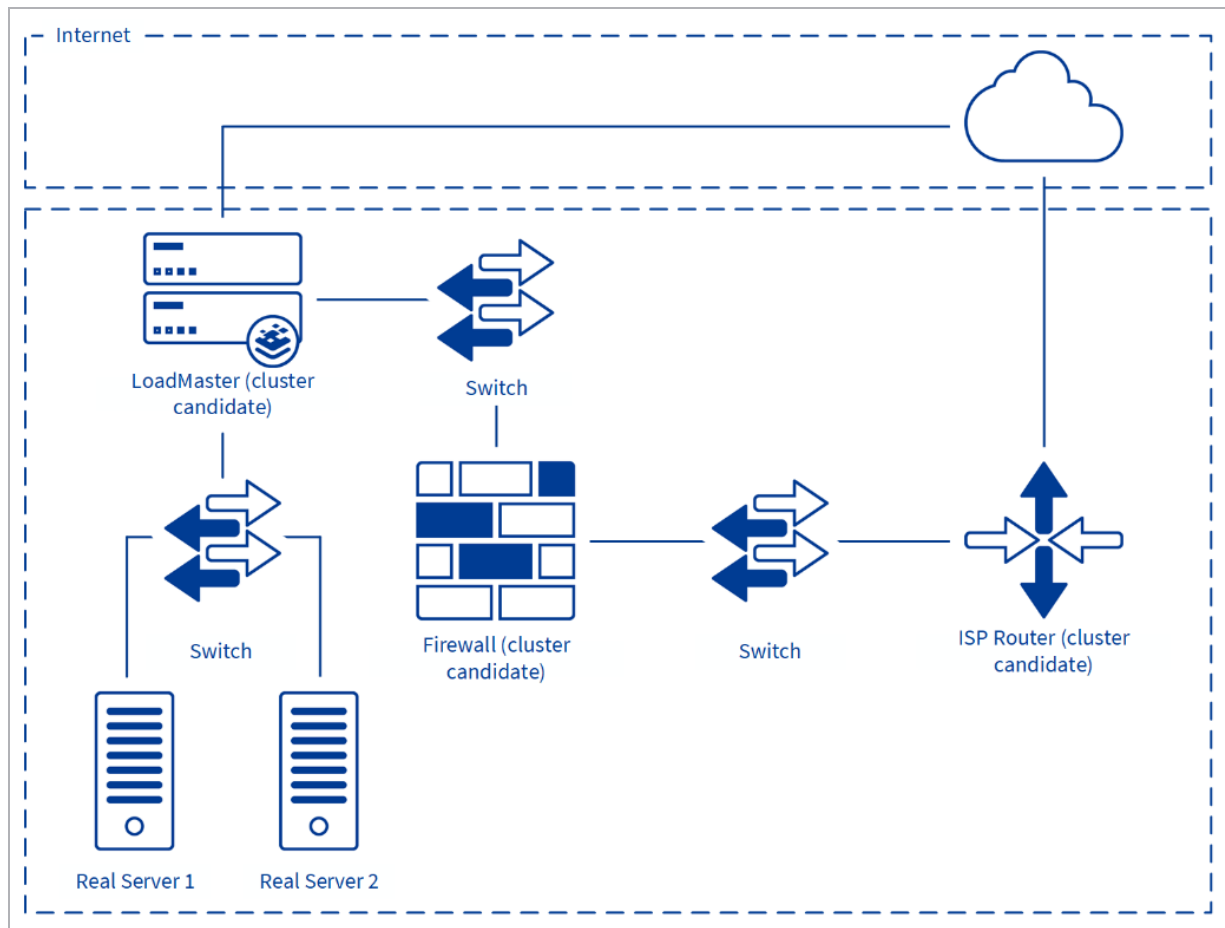 Internet
LoadMaster (cluster
candidate)
Switch
Switch
Firewall (cluster
candidate)
Switch
ISP Router (cluster
candidate)
Real Server 1
Real Server 2